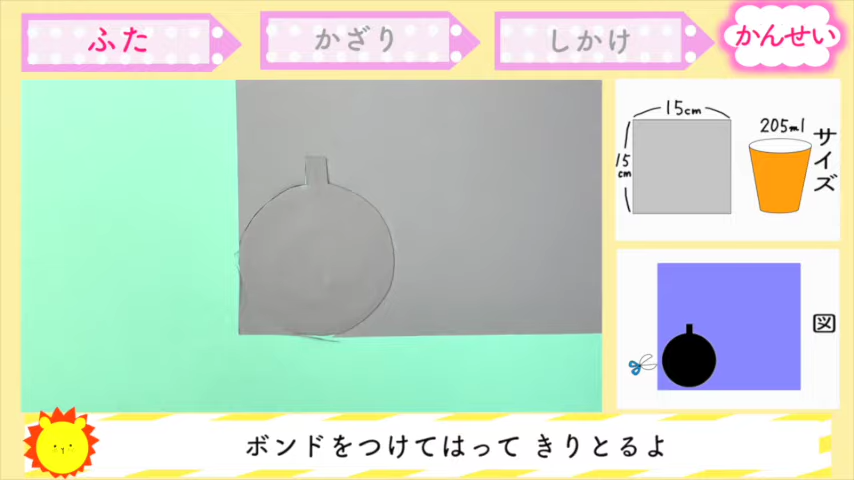 ふた
かざり
しかけ
かんせい
15cm
15cm
205ml
サイズ
図
ボンドをつけてはって きりとるよ